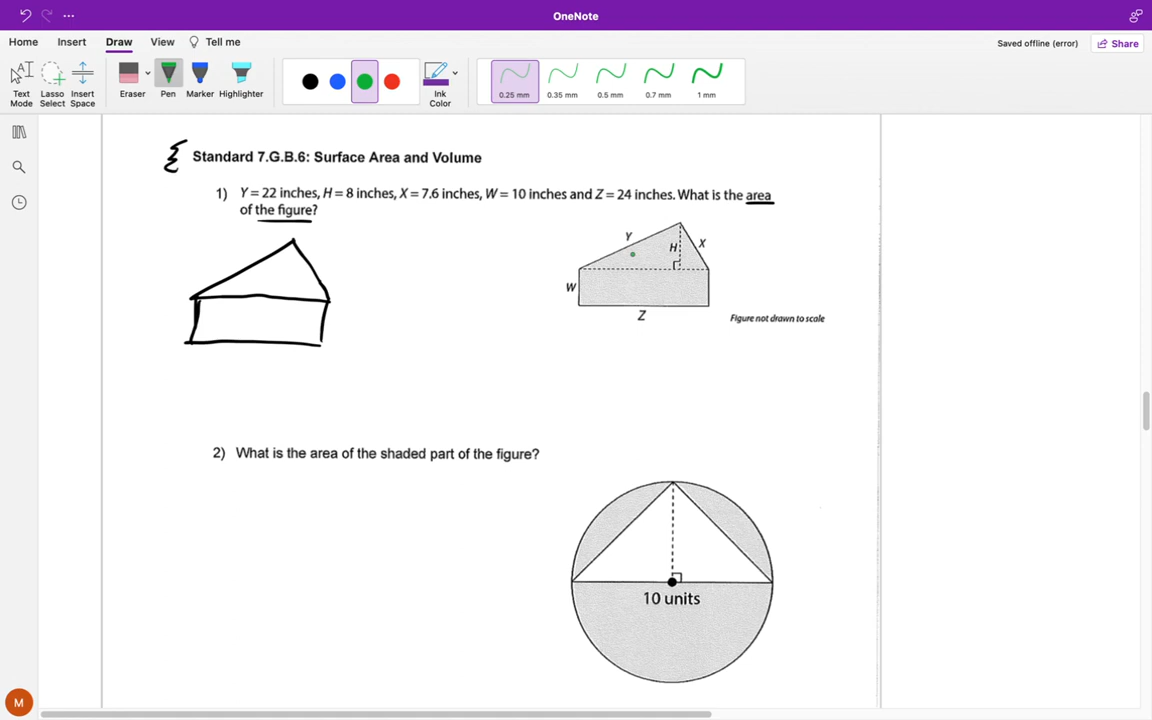 OneNote
Home Insert Draw View Tell me
Saved offline (error) Share
Text Mode
Lasso Select
Insert Space
Eraser
Pen
Marker
Highlighter
Ink Color
0.25 mm
0.35 mm
0.5 mm
0.7 mm
1 mm
Standard 7.G.B.6: Surface Area and Volume
1) Y = 22 inches, H = 8 inches, X = 7.6 inches, W = 10 inches and Z = 24 inches. What is the area
of the figure?
Y
H
X
W
Z
Figure not drawn to scale
2) What is the area of the shaded part of the figure?
10 units
M